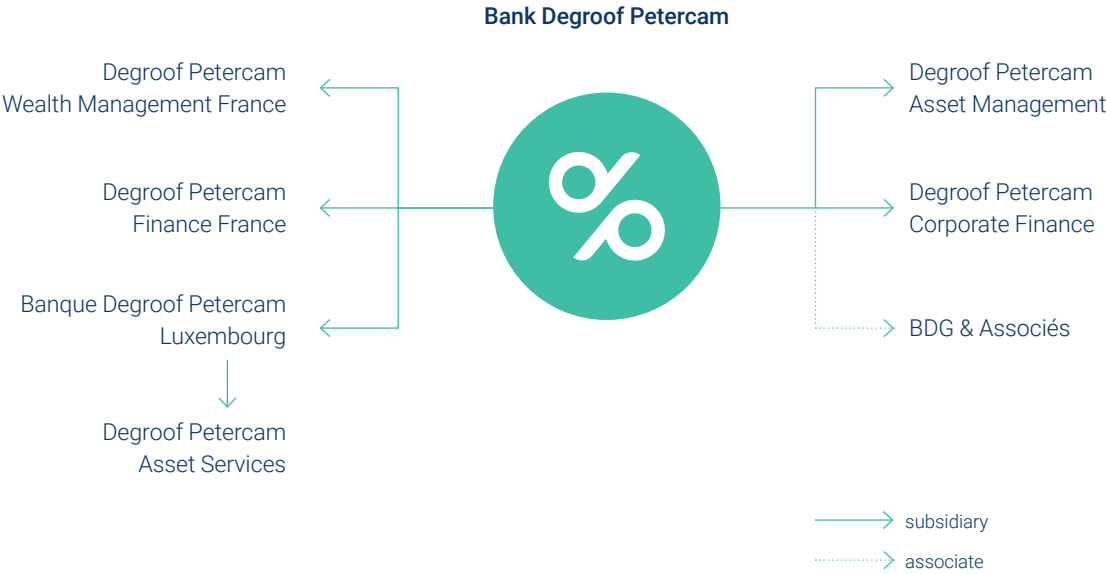 Bank Degroof Petercam
Degroof Petercam
Wealth Management France
Degroof Petercam
Finance France
Banque Degroof Petercam
Luxembourg
Degroof Petercam
Asset Services
Degroof Petercam
Asset Management
Degroof Petercam
Corporate Finance
BDG & Associés
subsidiary
associate